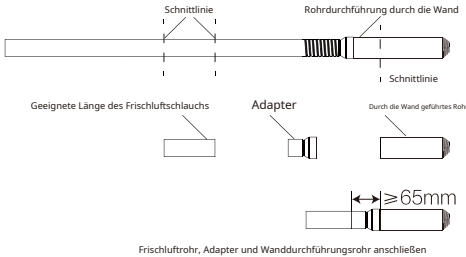 Schnittlinie
Rohrdurchführung durch die Wand
Schnittlinie
Geeignete Länge des Frischluftschlauchs
Adapter
Durch die Wand geführtes Roh
≥65mm
Frischluftrohr, Adapter und Wanddurchführungsrohr anschließen